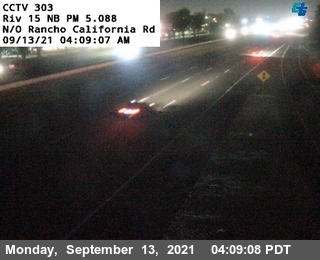 CCTV 303
Riv 15 NB PM 5.088
N/O Rancho California Rd
09/13/21 04:09:07 AM
Monday, September 13, 2021 04:09:08 PDT